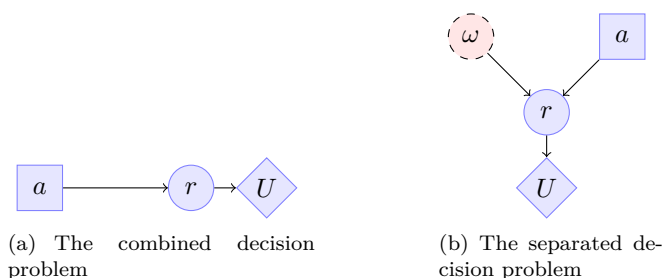 ω a
r
a r U U
(a) The combined decision
problem
(b) The separated de-
cision problem